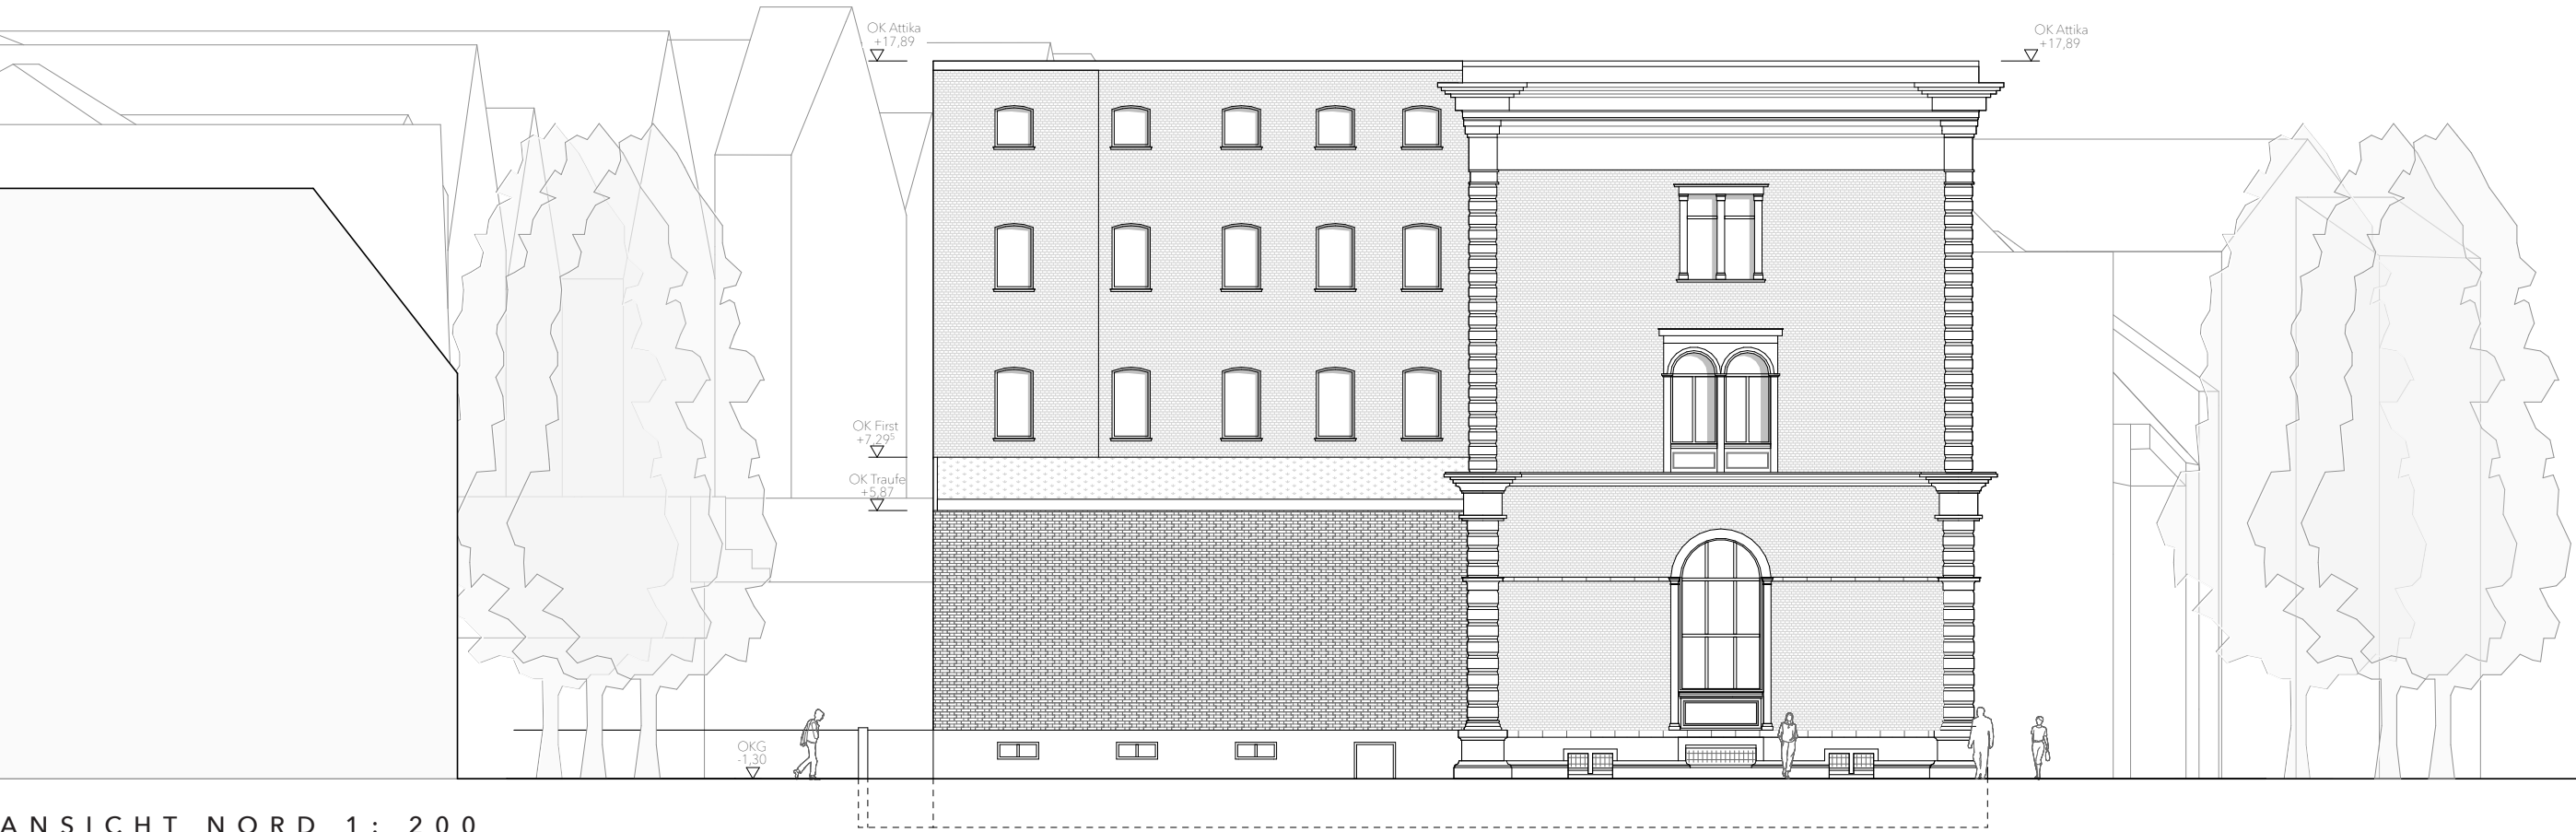 OK Attika
+17,89
OK Attika
+17,89
OK First
+7,29⁵
OK Traufe
+5,87
OKG
-1,30
ANSICHT NORD 1: 200